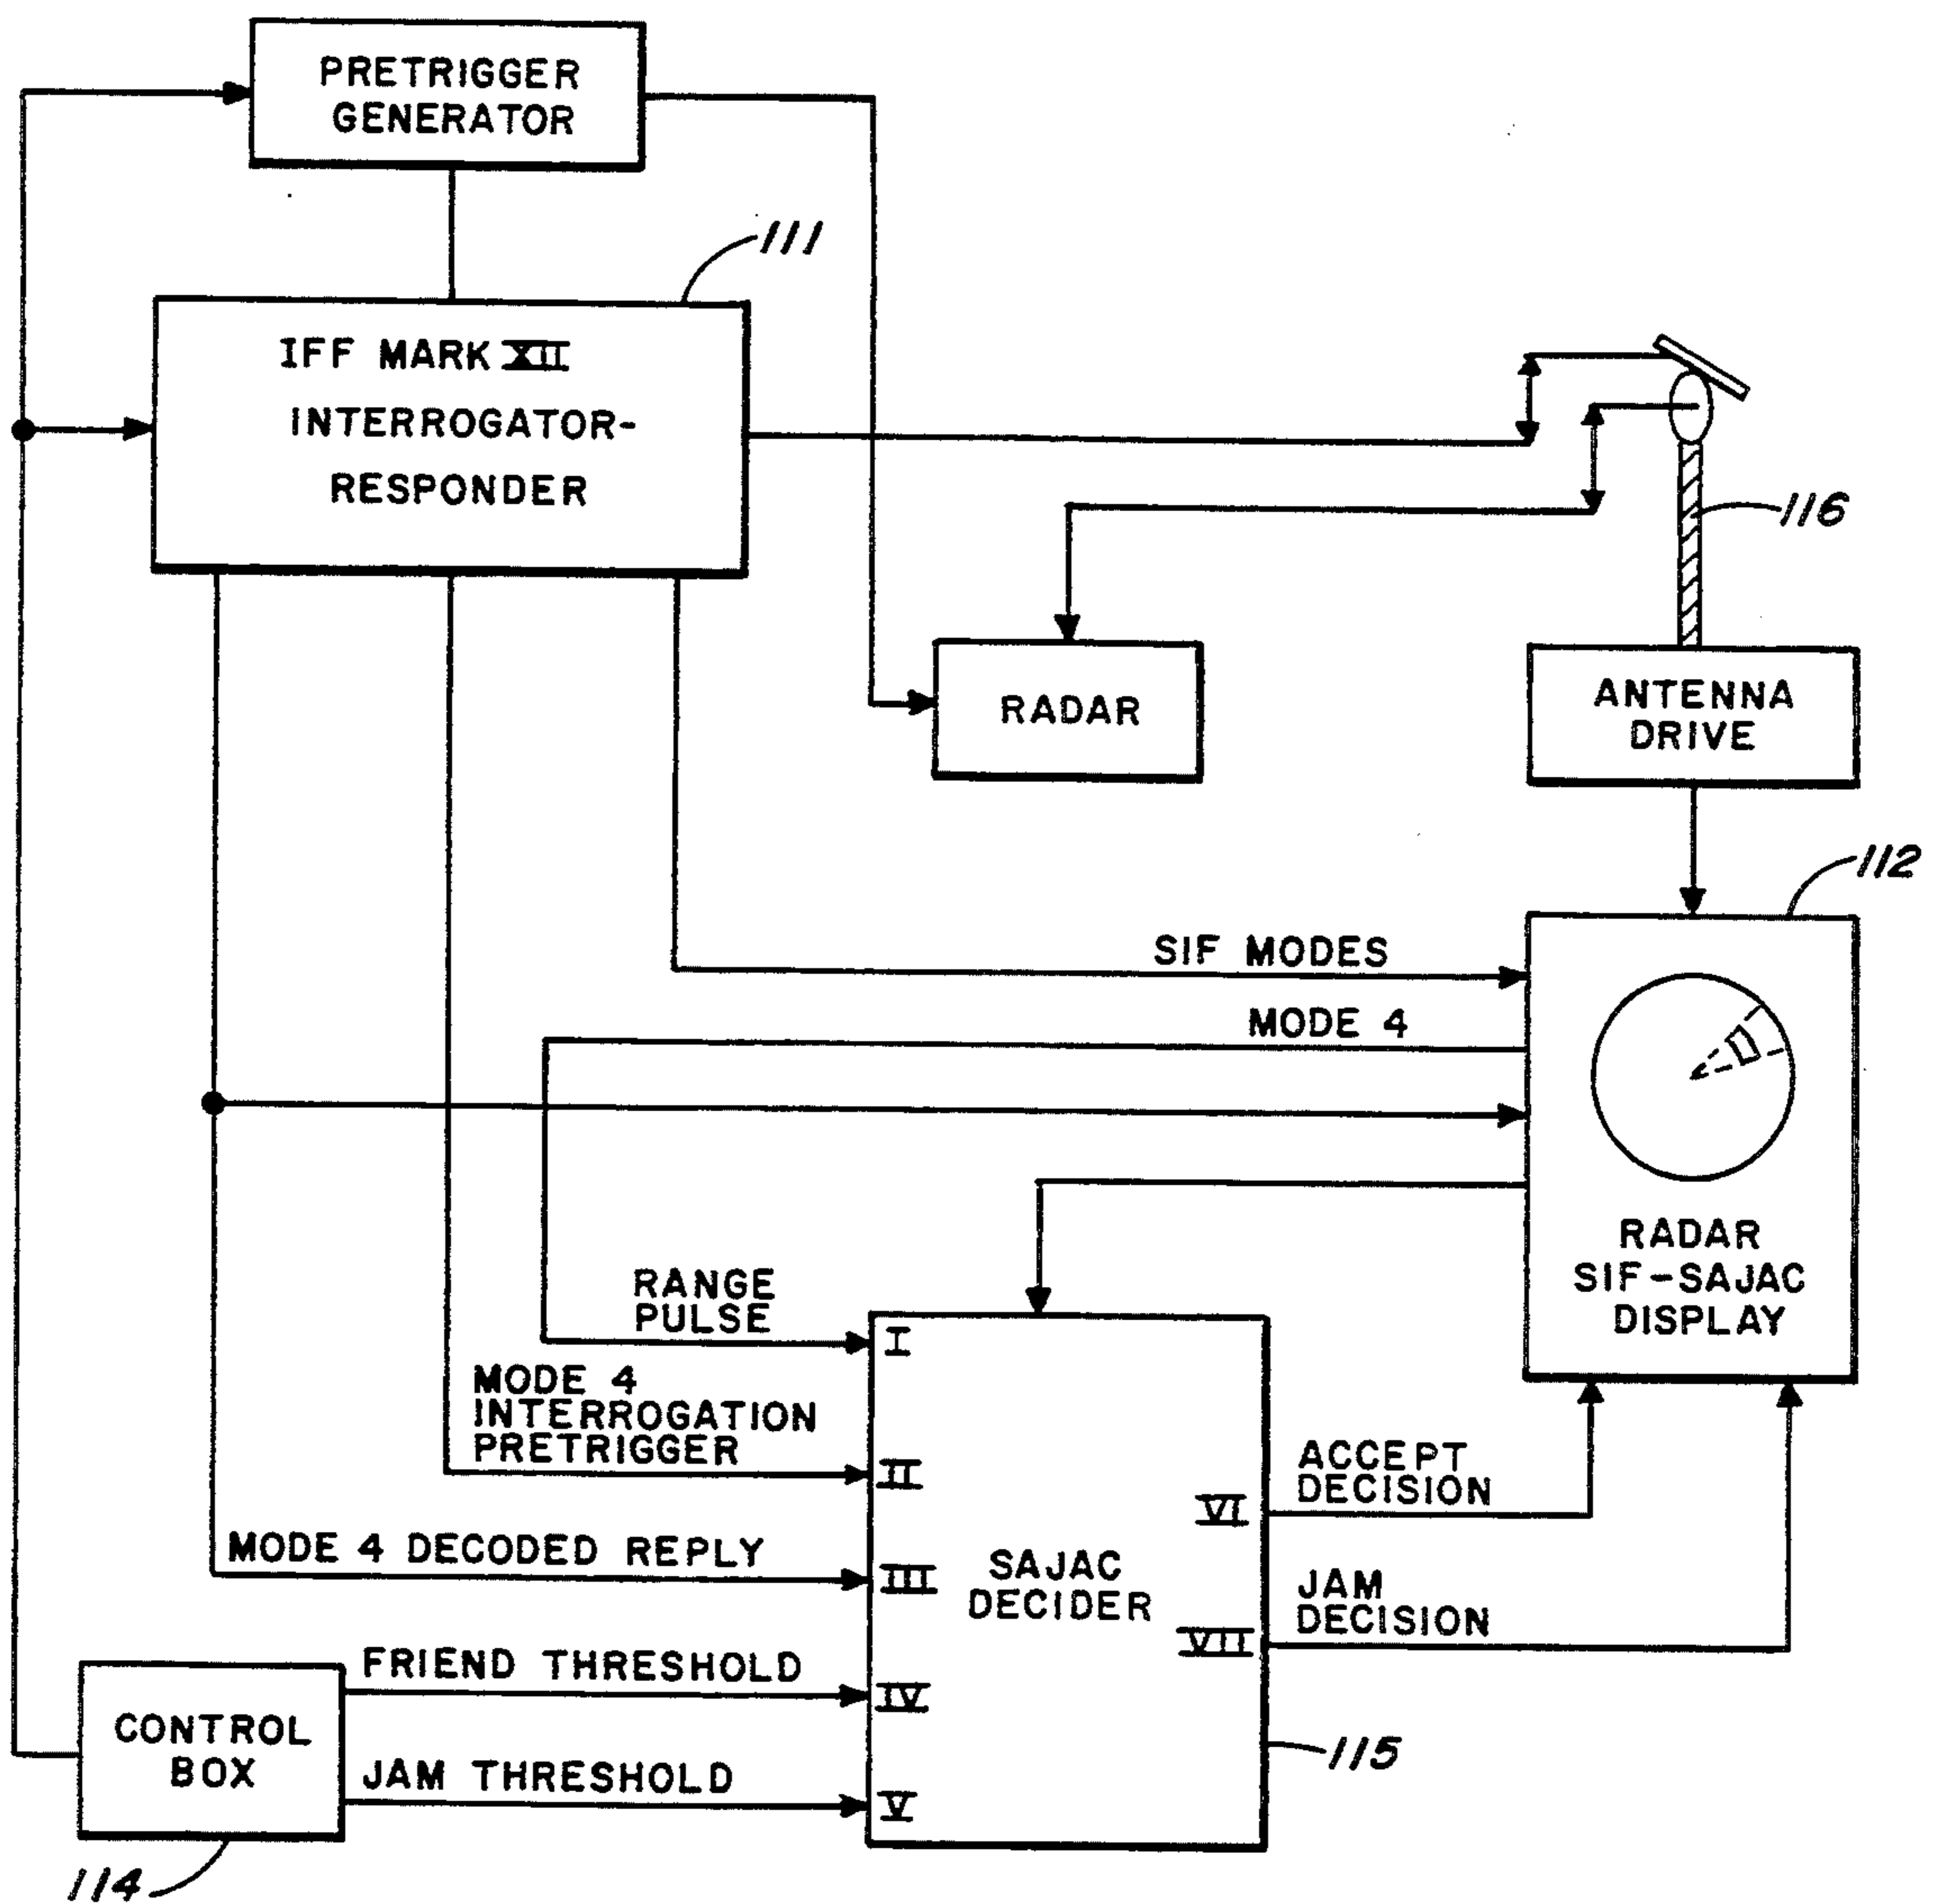 PRETRIGGER
GENERATOR
111
IFF MARK XII
INTERROGATOR-
RESPONDER
116
RADAR
ANTENNA
DRIVE
112
SIF MODES
MODE 4
RADAR
SIF-SAJAC
DISPLAY
RANGE
PULSE
I
MODE 4
INTERROGATION
PRETRIGGER
II
ACCEPT
DECISION
VI
MODE 4 DECODED REPLY
III
SAJAC
DECIDER
JAM
DECISION
VII
FRIEND THRESHOLD
IV
CONTROL
BOX
JAM THRESHOLD
V
115
114